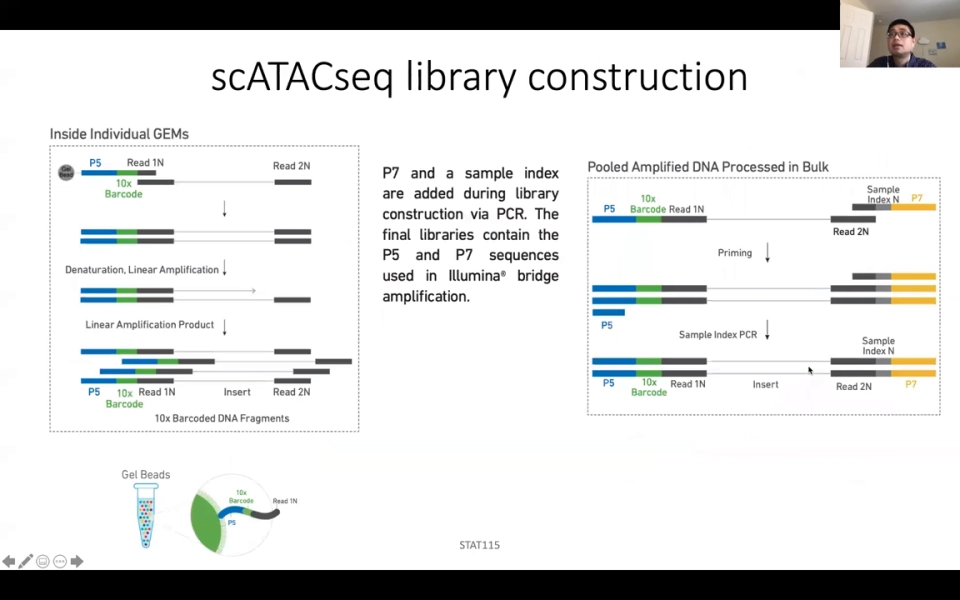 scATACseq library construction
Inside Individual GEMs
Gel
Bead
P5
Read 1N
Read 2N
10x
Barcode
Denaturation, Linear Amplification
Linear Amplification Product
P5
10x
Barcode
Read 1N
Insert
Read 2N
10x Barcoded DNA Fragments
P7 and a sample index
are added during library
construction via PCR. The
final libraries contain the
P5 and P7 sequences
used in Illumina® bridge
amplification.
Pooled Amplified DNA Processed in Bulk
P5
10x
Barcode
Read 1N
Sample
Index N
P7
Read 2N
Priming
P5
Sample Index PCR
Sample
Index N
P5
10x
Barcode
Read 1N
Insert
Read 2N
P7
Gel Beads
10x
Barcode
Read 1N
P5
STAT115